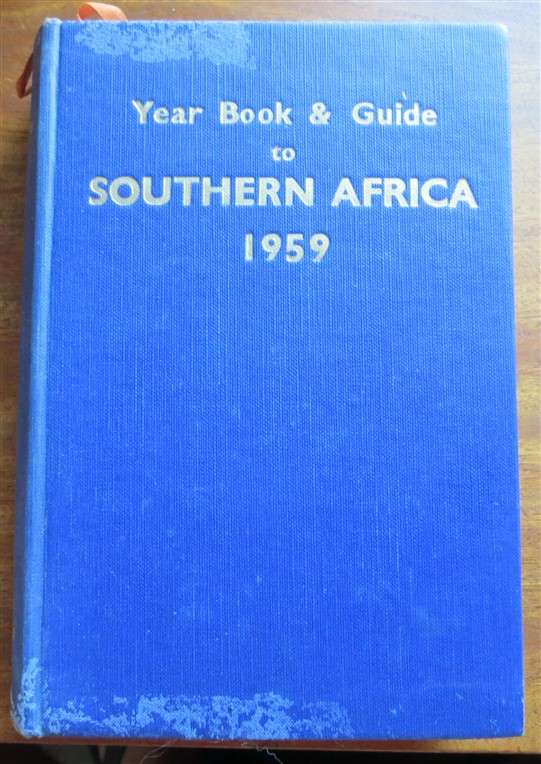 Year Book & Guide
to
SOUTHERN AFRICA
1959